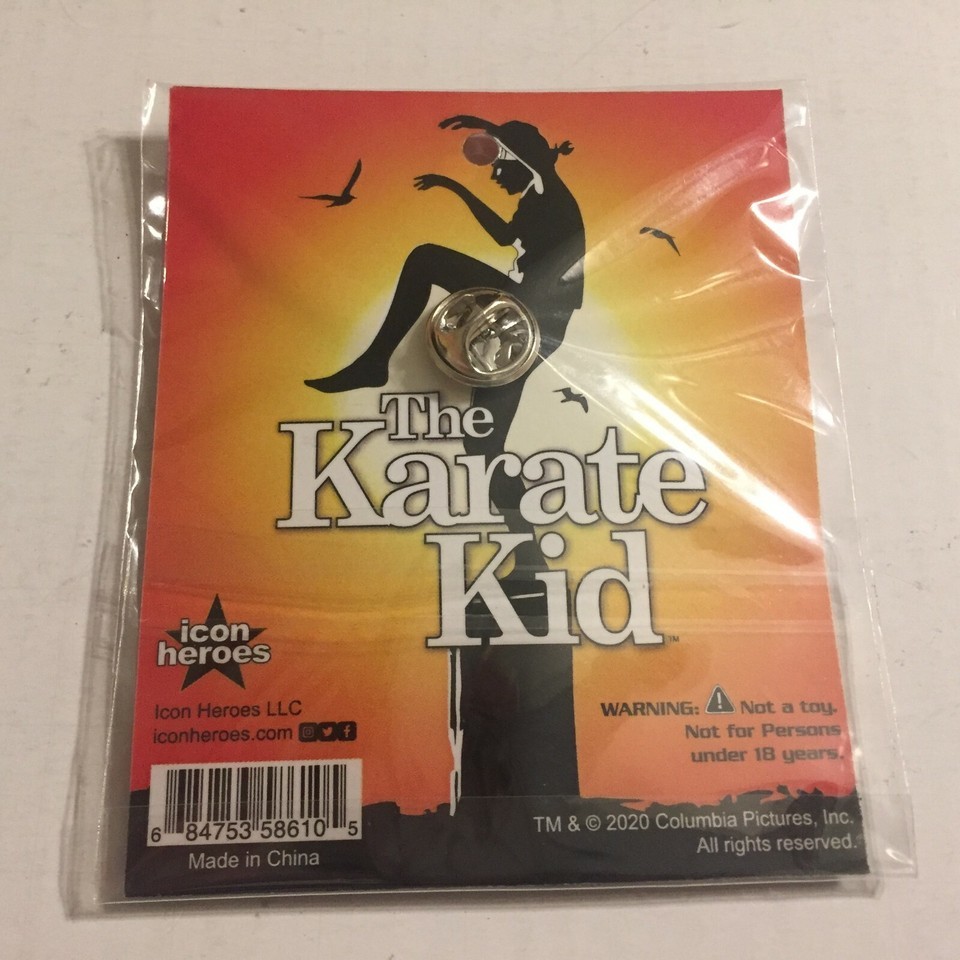 The
Karate
Kid
TM
icon
heroes
Icon Heroes LLC
iconheroes.com
WARNING: Not a toy.
Not for Persons
under 18 years.
6 84753 58610 5
Made in China
TM & © 2020 Columbia Pictures, Inc.
All rights reserved.